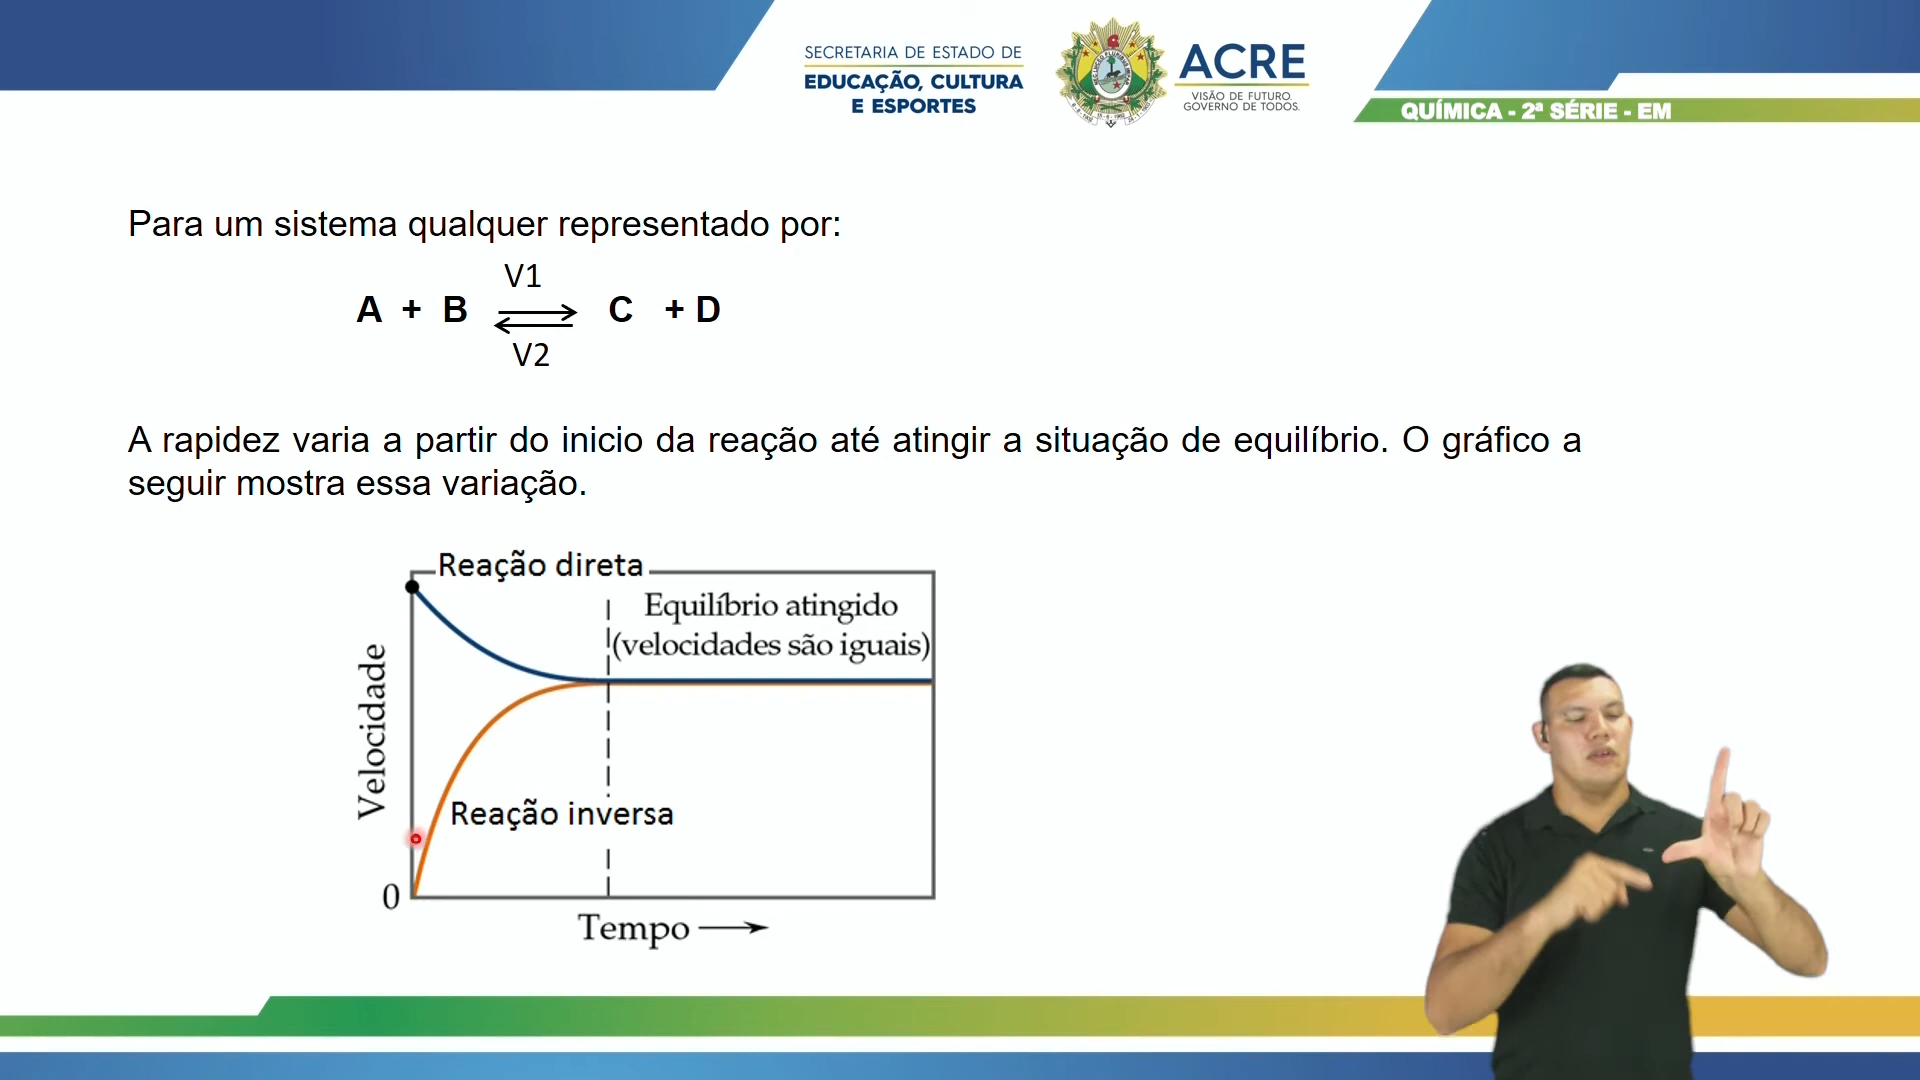 SECRETARIA DE ESTADO DE
EDUCAÇÃO, CULTURA
E ESPORTES
ACRE
VISÃO DE FUTURO.
GOVERNO DE TODOS.
QUÍMICA - 2ª SÉRIE - EM
Para um sistema qualquer representado por:
V1
A + B ⇌ C + D
V2
A rapidez varia a partir do inicio da reação até atingir a situação de equilíbrio. O gráfico a
seguir mostra essa variação.
Reação direta
Equilíbrio atingido
(velocidades são iguais)
Velocidade
Reação inversa
0
Tempo